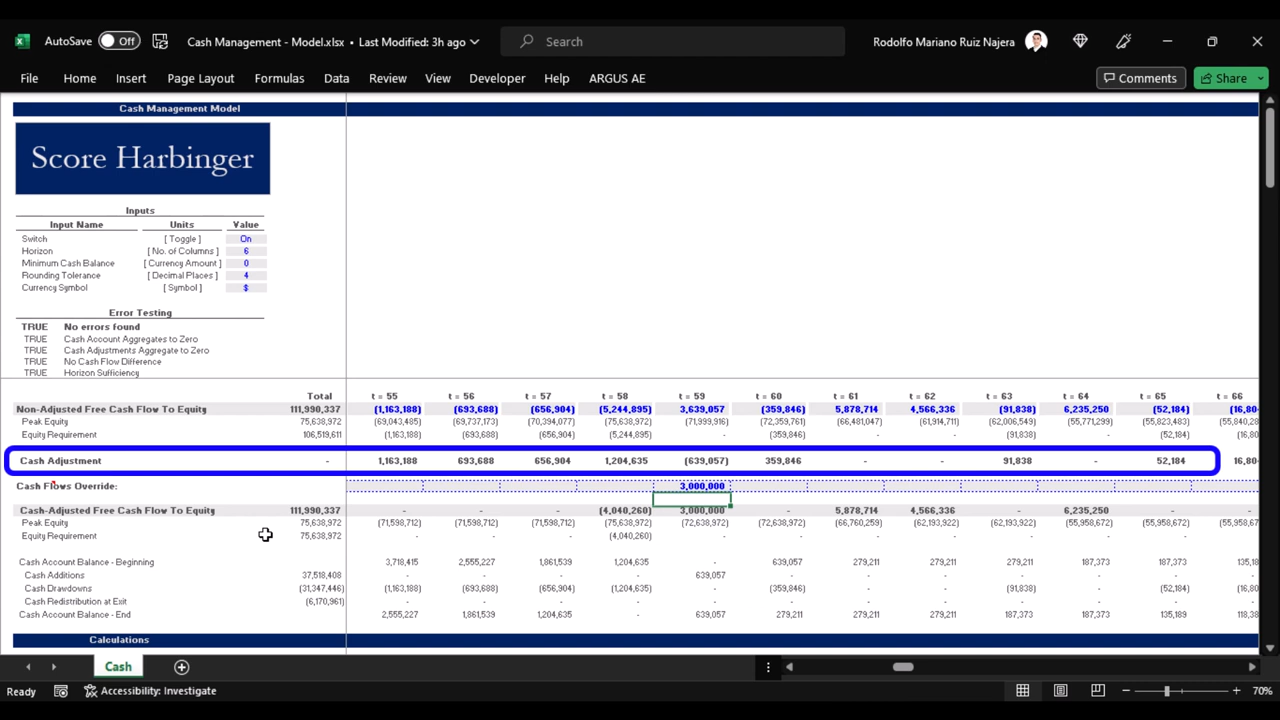 AutoSave Off Cash Management - Model.xlsx • Last Modified: 3h ago Search Rodolfo Mariano Ruiz Najera
File Home Insert Page Layout Formulas Data Review View Developer Help ARGUS AE Comments Share
Cash Management Model
Score Harbinger
Inputs
Input Name Units Value
Switch [ Toggle ] On
Horizon [ No. of Columns ] 6
Minimum Cash Balance [ Currency Amount ] 0
Rounding Tolerance [ Decimal Places ] 4
Currency Symbol [ Symbol ] $
Error Testing
TRUE No errors found
TRUE Cash Account Aggregates to Zero
TRUE Cash Adjustments Aggregate to Zero
TRUE No Cash Flow Difference
TRUE Horizon Sufficiency
Total t = 55 t = 56 t = 57 t = 58 t = 59 t = 60 t = 61 t = 62 t = 63 t = 64 t = 65 t = 66
Non-Adjusted Free Cash Flow To Equity 111,990,337 (1,163,188) (693,688) (656,904) (5,244,895) 3,639,057 (359,846) 5,878,714 4,566,336 (91,838) 6,235,250 (52,184) (16,80
Peak Equity 75,638,972 (69,043,485) (69,737,173) (70,394,077) (75,638,972) (71,999,916) (72,359,761) (66,481,047) (61,914,711) (62,006,549) (55,771,299) (55,823,483) (55,840,28
Equity Requirement 106,519,611 (1,163,188) (693,688) (656,904) (5,244,895) - (359,846) - - (91,838) - (52,184) (16,80
Cash Adjustment - 1,163,188 693,688 656,904 1,204,635 (639,057) 359,846 - - 91,838 - 52,184 16,80
Cash Flows Override: 3,000,000
Cash-Adjusted Free Cash Flow To Equity 111,990,337 - - - (4,040,260) 3,000,000 - 5,878,714 4,566,336 - 6,235,250 - -
Peak Equity 75,638,972 (71,598,712) (71,598,712) (71,598,712) (75,638,972) (72,638,972) (72,638,972) (66,760,259) (62,193,922) (62,193,922) (55,958,672) (55,958,672) (55,958,67
Equity Requirement 75,638,972 - - - (4,040,260) - - - - - - - -
Cash Account Balance - Beginning 3,718,415 2,555,227 1,861,539 1,204,635 - 639,057 279,211 279,211 279,211 187,373 187,373 135,18
Cash Additions 37,518,408 - - - - 639,057 - - - - - - -
Cash Drawdowns (31,347,446) (1,163,188) (693,688) (656,904) (1,204,635) - (359,846) - - (91,838) - (52,184) (16,80
Cash Redistribution at Exit (6,170,961) - - - - - - - - - - - -
Cash Account Balance - End 2,555,227 1,861,539 1,204,635 - 639,057 279,211 279,211 279,211 187,373 187,373 135,189 118,38
Calculations
Cash
Ready Accessibility: Investigate 70%